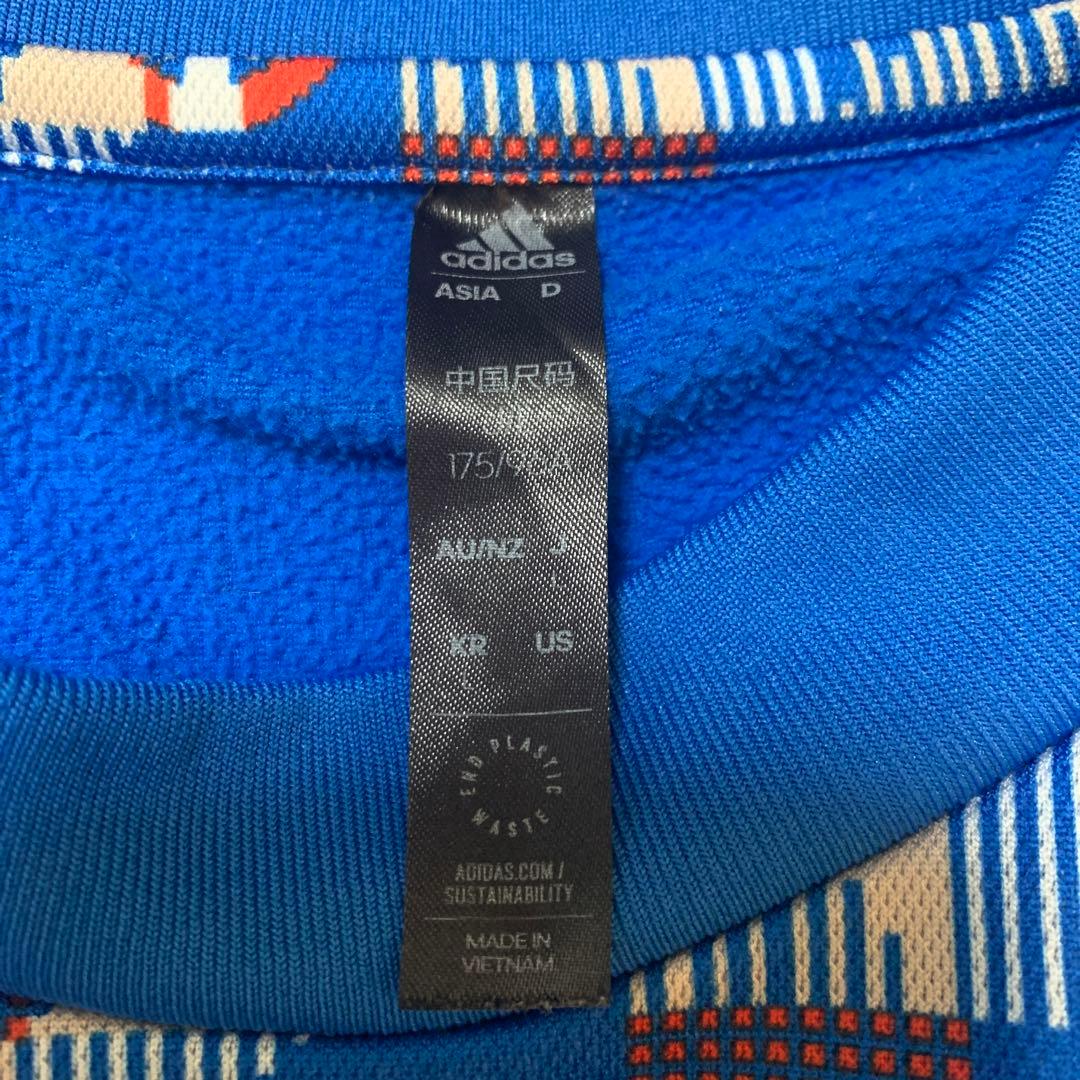 adidas
ASIA D
中国尺码
AU/NZ J
KR US
L
END PLASTIC WASTE
ADIDAS.COM/
SUSTAINABILITY
MADE IN
VIETNAM